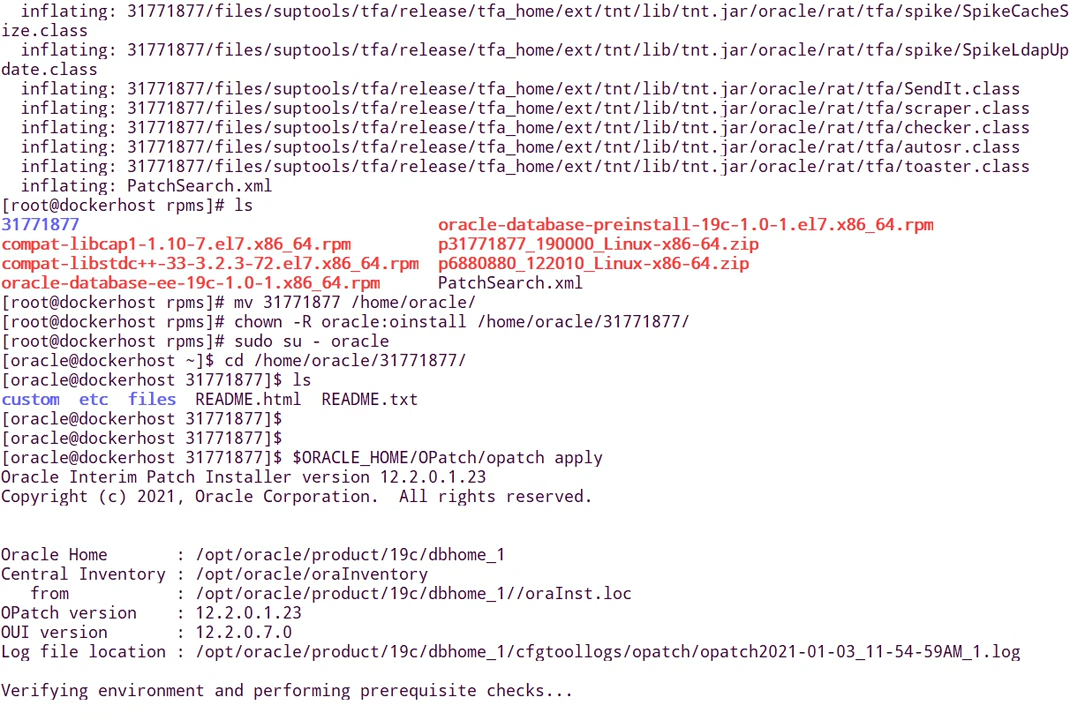 inflating: 31771877/files/suptools/tfa/release/tfa_home/ext/tnt/lib/tnt.jar/oracle/rat/tfa/spike/SpikeCacheS
ize.class
  inflating: 31771877/files/suptools/tfa/release/tfa_home/ext/tnt/lib/tnt.jar/oracle/rat/tfa/spike/SpikeLdapUp
date.class
  inflating: 31771877/files/suptools/tfa/release/tfa_home/ext/tnt/lib/tnt.jar/oracle/rat/tfa/SendIt.class
  inflating: 31771877/files/suptools/tfa/release/tfa_home/ext/tnt/lib/tnt.jar/oracle/rat/tfa/scraper.class
  inflating: 31771877/files/suptools/tfa/release/tfa_home/ext/tnt/lib/tnt.jar/oracle/rat/tfa/checker.class
  inflating: 31771877/files/suptools/tfa/release/tfa_home/ext/tnt/lib/tnt.jar/oracle/rat/tfa/autosr.class
  inflating: 31771877/files/suptools/tfa/release/tfa_home/ext/tnt/lib/tnt.jar/oracle/rat/tfa/toaster.class
  inflating: PatchSearch.xml
[root@dockerhost rpms]# ls
31771877                                     oracle-database-preinstall-19c-1.0-1.el7.x86_64.rpm
compat-libcap1-1.10-7.el7.x86_64.rpm         p31771877_190000_Linux-x86-64.zip
compat-libstdc++-33-3.2.3-72.el7.x86_64.rpm  p6880880_122010_Linux-x86-64.zip
oracle-database-ee-19c-1.0-1.x86_64.rpm      PatchSearch.xml
[root@dockerhost rpms]# mv 31771877 /home/oracle/
[root@dockerhost rpms]# chown -R oracle:oinstall /home/oracle/31771877/
[root@dockerhost rpms]# sudo su - oracle
[oracle@dockerhost ~]$ cd /home/oracle/31771877/
[oracle@dockerhost 31771877]$ ls
custom  etc  files  README.html  README.txt
[oracle@dockerhost 31771877]$
[oracle@dockerhost 31771877]$
[oracle@dockerhost 31771877]$ $ORACLE_HOME/OPatch/opatch apply
Oracle Interim Patch Installer version 12.2.0.1.23
Copyright (c) 2021, Oracle Corporation.  All rights reserved.


Oracle Home       : /opt/oracle/product/19c/dbhome_1
Central Inventory : /opt/oracle/oraInventory
   from           : /opt/oracle/product/19c/dbhome_1//oraInst.loc
OPatch version    : 12.2.0.1.23
OUI version       : 12.2.0.7.0
Log file location : /opt/oracle/product/19c/dbhome_1/cfgtoollogs/opatch/opatch2021-01-03_11-54-59AM_1.log

Verifying environment and performing prerequisite checks...